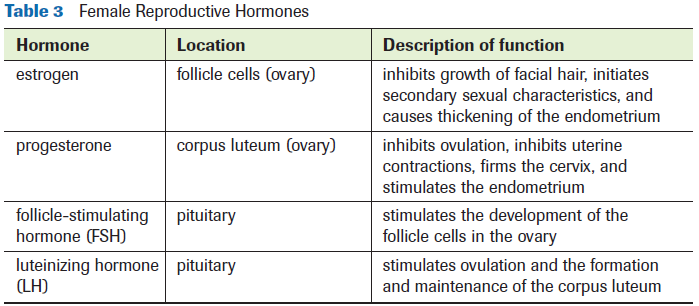 Table 3 Female Reproductive Hormones
Hormone Location Description of function
estrogen follicle cells (ovary) inhibits growth of facial hair, initiates
secondary sexual characteristics, and
causes thickening of the endometrium
progesterone corpus luteum (ovary) inhibits ovulation, inhibits uterine
contractions, firms the cervix, and
stimulates the endometrium
follicle-stimulating pituitary stimulates the development of the
hormone (FSH) follicle cells in the ovary
luteinizing hormone pituitary stimulates ovulation and the formation
(LH) and maintenance of the corpus luteum